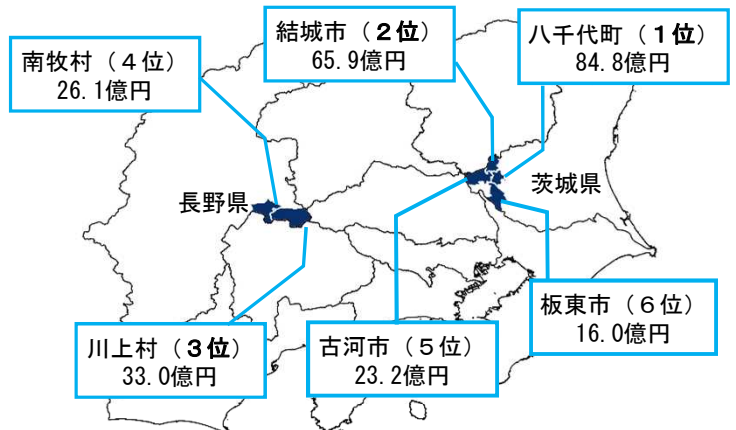 結城市（２位）
65.9億円
八千代町（１位）
84.8億円
南牧村（４位）
26.1億円
長野県
茨城県
川上村（３位）
33.0億円
古河市（５位）
23.2億円
板東市（６位）
16.0億円